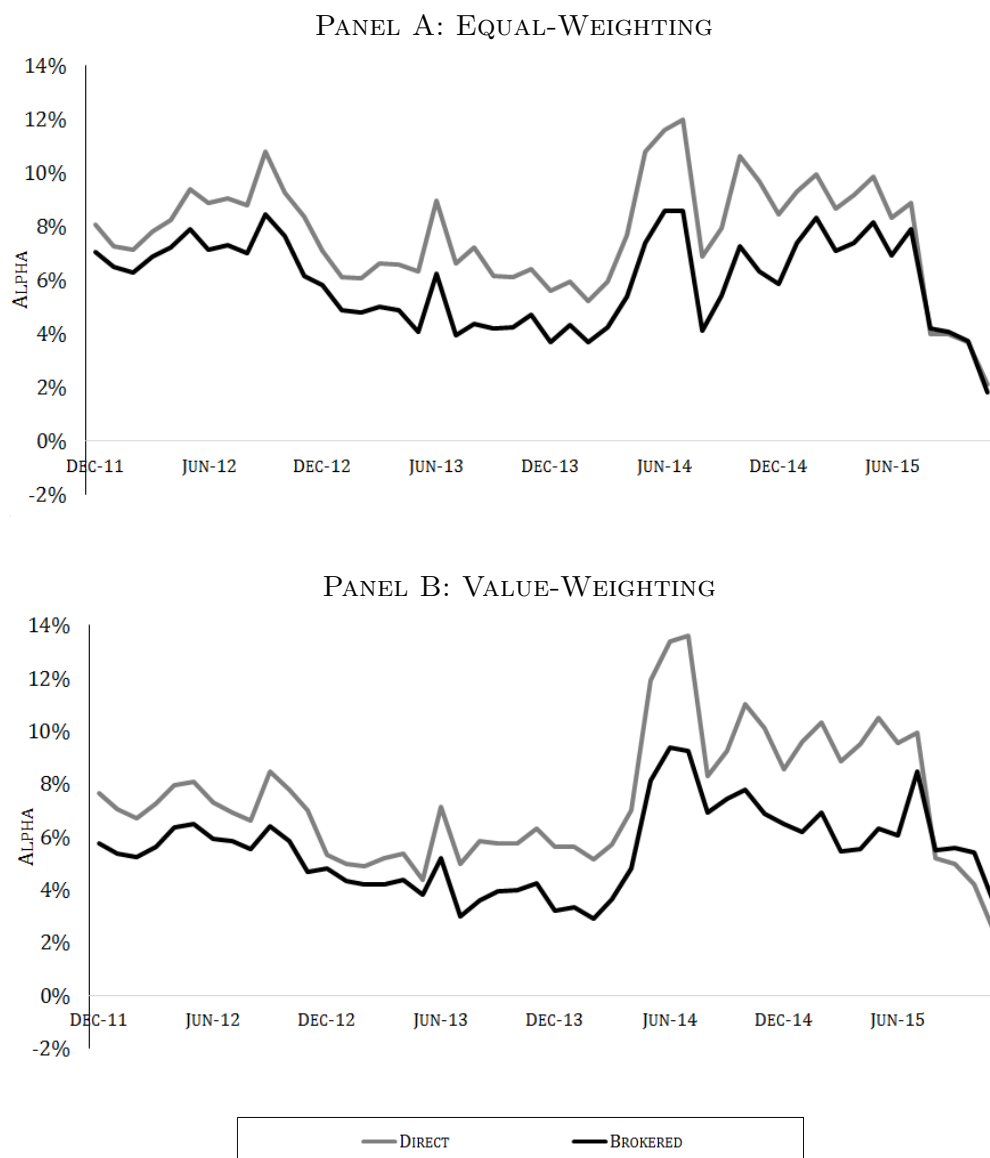 PANEL A: EQUAL-WEIGHTING
14%
12%
10%
8%
6%
4%
2%
0%
-2%
ALPHA
DEC-11 JUN-12 DEC-12 JUN-13 DEC-13 JUN-14 DEC-14 JUN-15
PANEL B: VALUE-WEIGHTING
14%
12%
10%
8%
6%
4%
2%
0%
-2%
ALPHA
DEC-11 JUN-12 DEC-12 JUN-13 DEC-13 JUN-14 DEC-14 JUN-15
DIRECT BROKERED